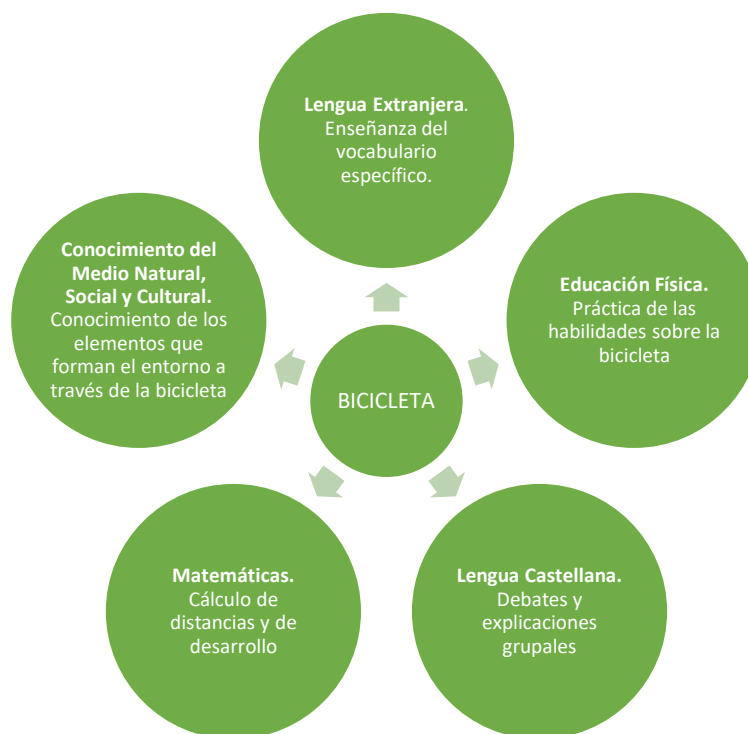 Lengua Extranjera.
Enseñanza del
vocabulario
específico.
Conocimiento del
Medio Natural,
Social y Cultural.
Conocimiento de los
elementos que
forman el entorno a
través de la bicicleta
Educación Física.
Práctica de las
habilidades sobre la
bicicleta
BICICLETA
Matemáticas.
Cálculo de
distancias y de
desarrollo
Lengua Castellana.
Debates y
explicaciones
grupales